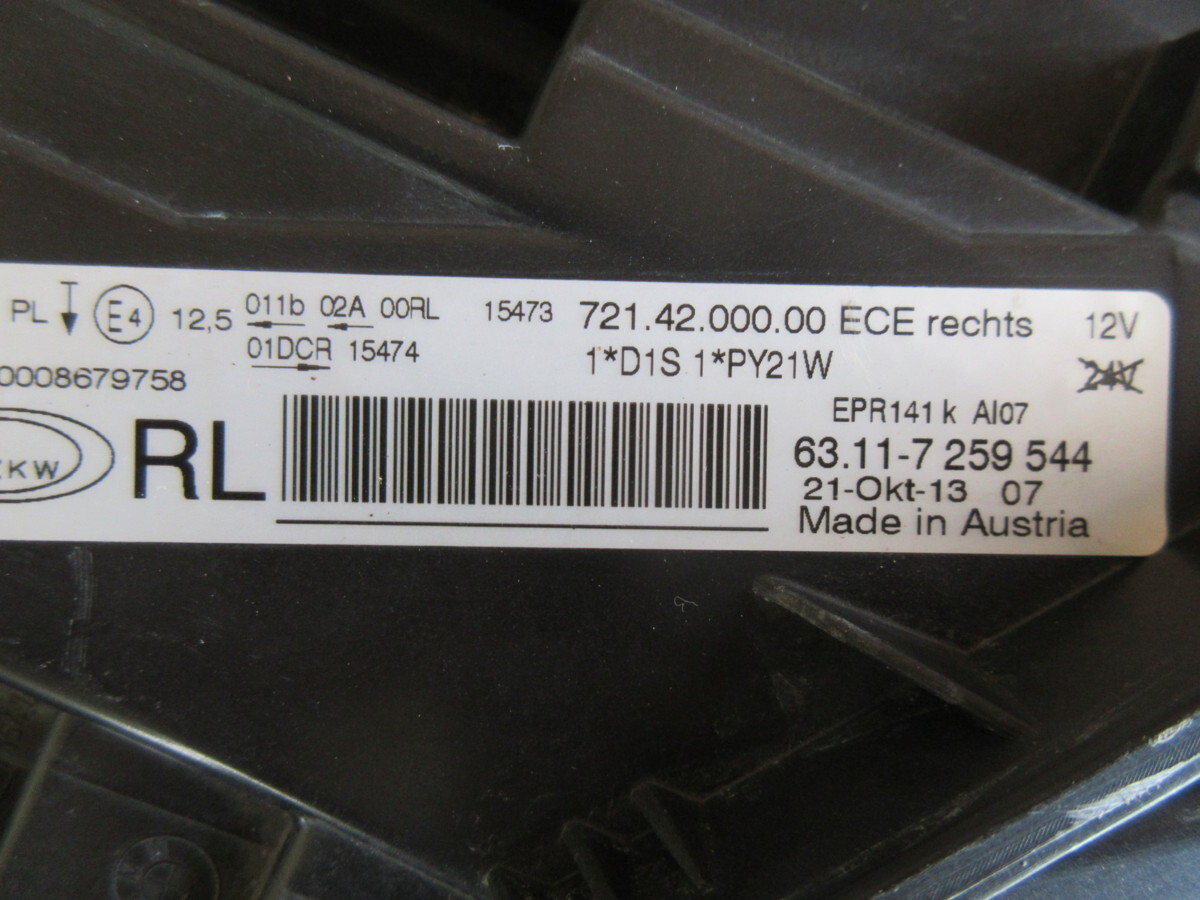 PL E4 12,5 011b 02A 00RL 15473 721.42.000.00 ECE rechts 12V
01DCR 15474 1*D1S 1*PY21W 24V
0008679758
EPR141 k AI07
ZKW RL 63.11-7 259 544
21-Okt-13 07
Made in Austria